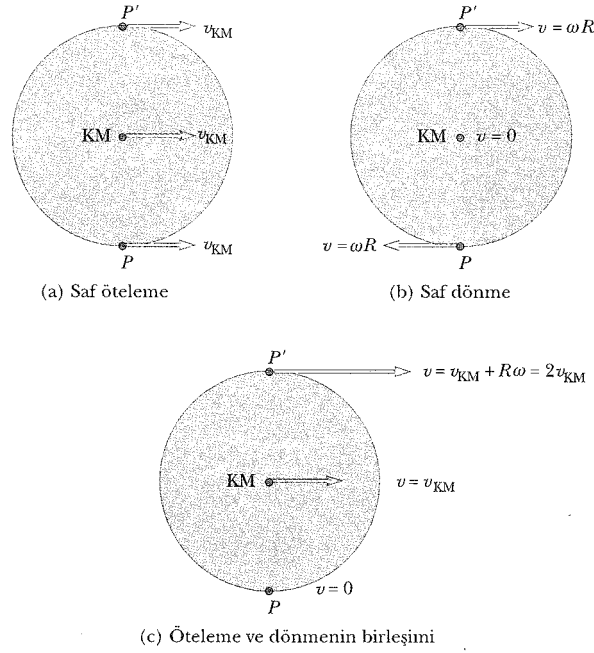 P′
v_KM
KM
v_KM
v_KM
P
(a) Saf öteleme
P′
v = ωR
KM
v = 0
v = ωR
P
(b) Saf dönme
P′
v = v_KM + Rω = 2v_KM
KM
v = v_KM
v = 0
P
(c) Öteleme ve dönmenin birleşimi